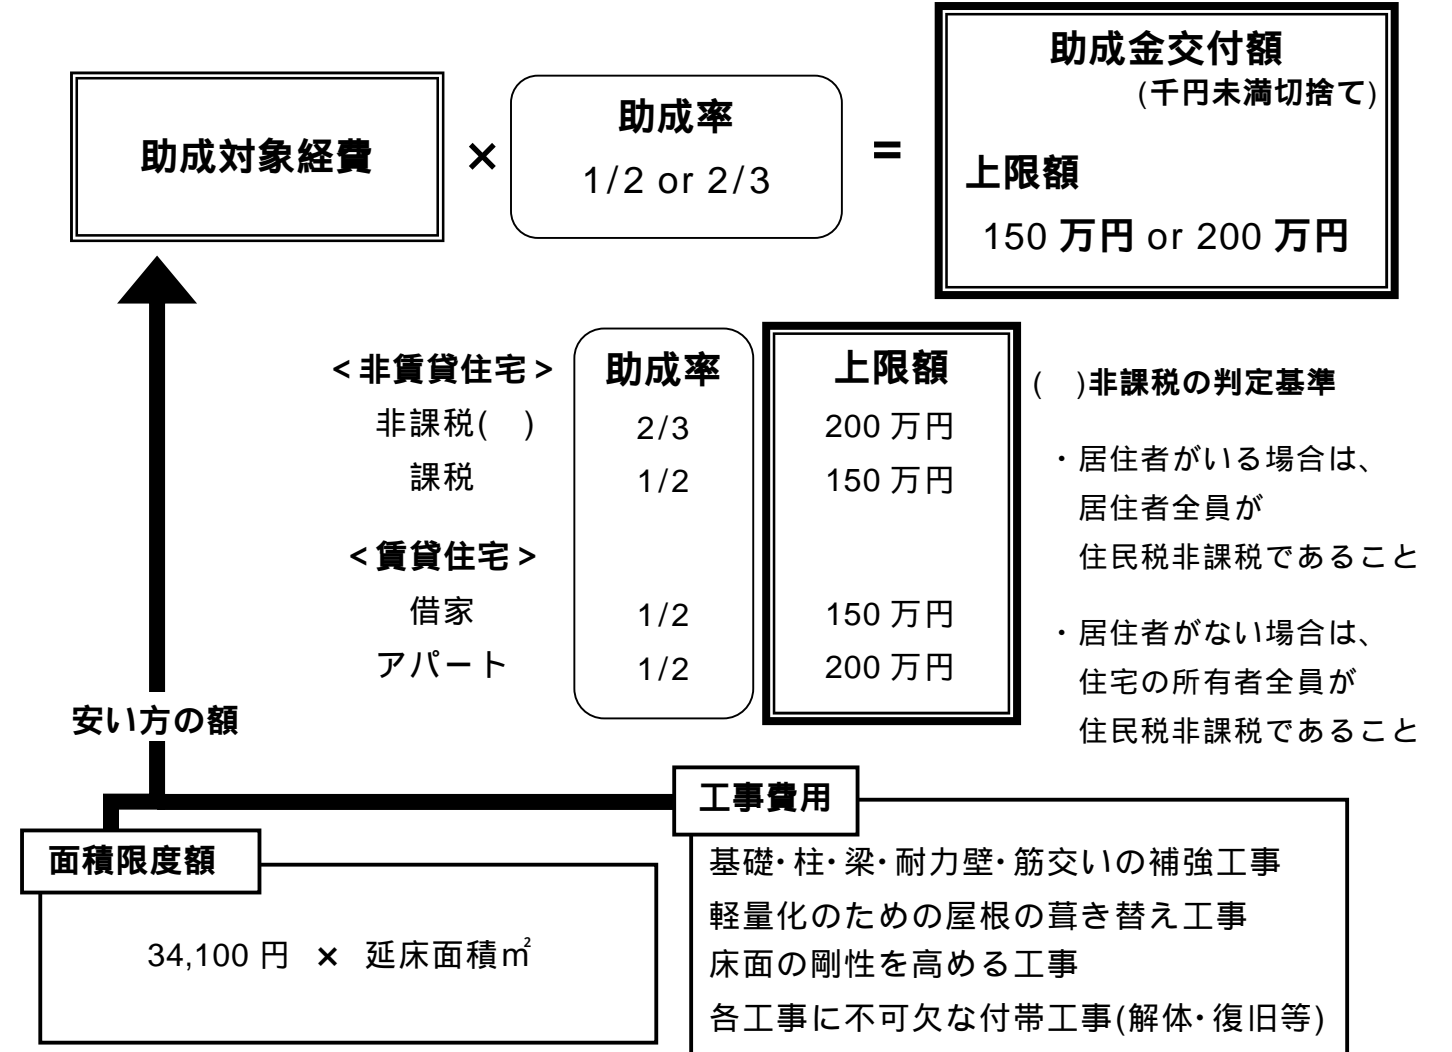 助成対象経費
×
助成率
1/2 or 2/3
=
助成金交付額
(千円未満切捨て)
上限額
150 万円 or 200 万円
<非賃貸住宅>
助成率
上限額
非課税(　)
2/3
200 万円
課税
1/2
150 万円
<賃貸住宅>
借家
1/2
150 万円
アパート
1/2
200 万円
(　)非課税の判定基準
・居住者がいる場合は、
居住者全員が
住民税非課税であること
・居住者がない場合は、
住宅の所有者全員が
住民税非課税であること
安い方の額
面積限度額
34,100 円 × 延床面積㎡
工事費用
基礎・柱・梁・耐力壁・筋交いの補強工事
軽量化のための屋根の葺き替え工事
床面の剛性を高める工事
各工事に不可欠な付帯工事(解体・復旧等)